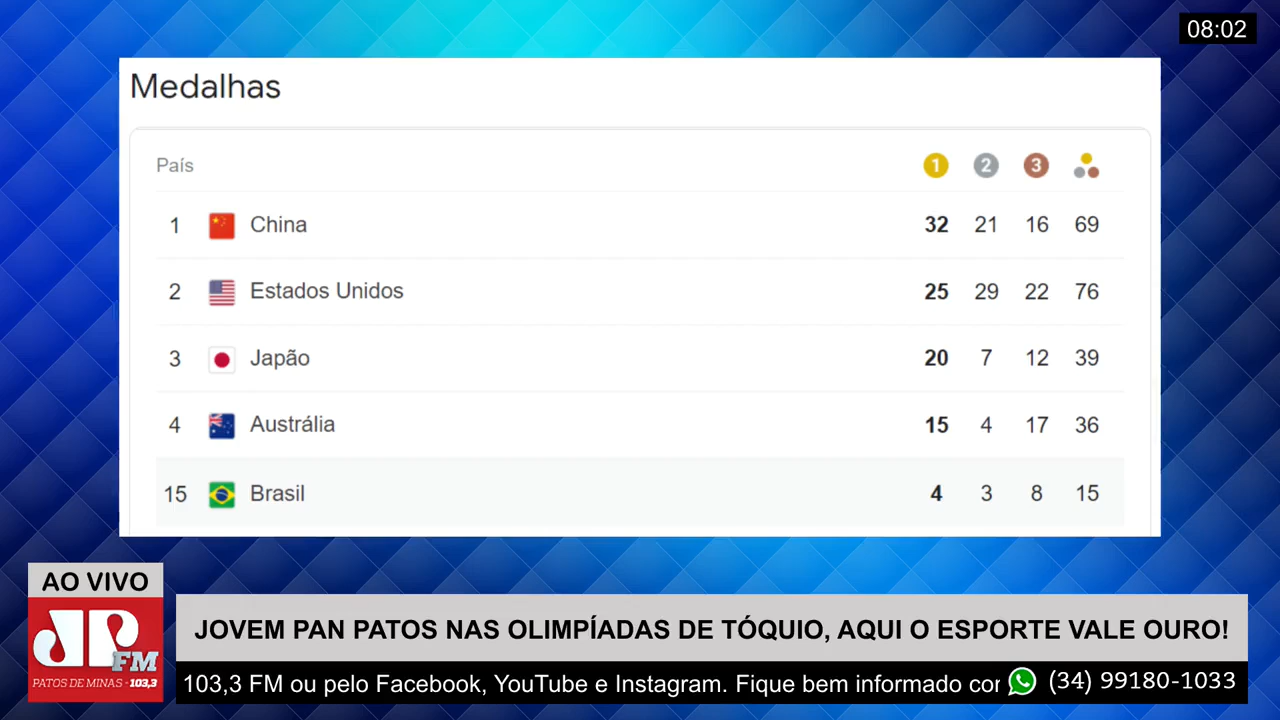 08:02
Medalhas
País 1 2 3
1 China 32 21 16 69
2 Estados Unidos 25 29 22 76
3 Japão 20 7 12 39
4 Austrália 15 4 17 36
15 Brasil 4 3 8 15
AO VIVO
JP FM
PATOS DE MINAS - 103,3
JOVEM PAN PATOS NAS OLIMPÍADAS DE TÓQUIO, AQUI O ESPORTE VALE OURO!
103,3 FM ou pelo Facebook, YouTube e Instagram. Fique bem informado cor (34) 99180-1033